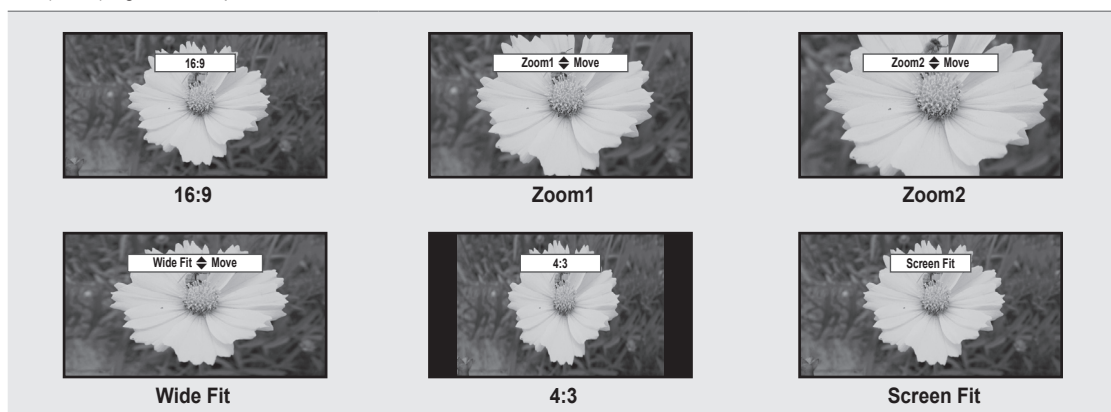 16:9
Zoom1 Move
Zoom2 Move
16:9
Zoom1
Zoom2
Wide Fit Move
4:3
Screen Fit
Wide Fit
4:3
Screen Fit